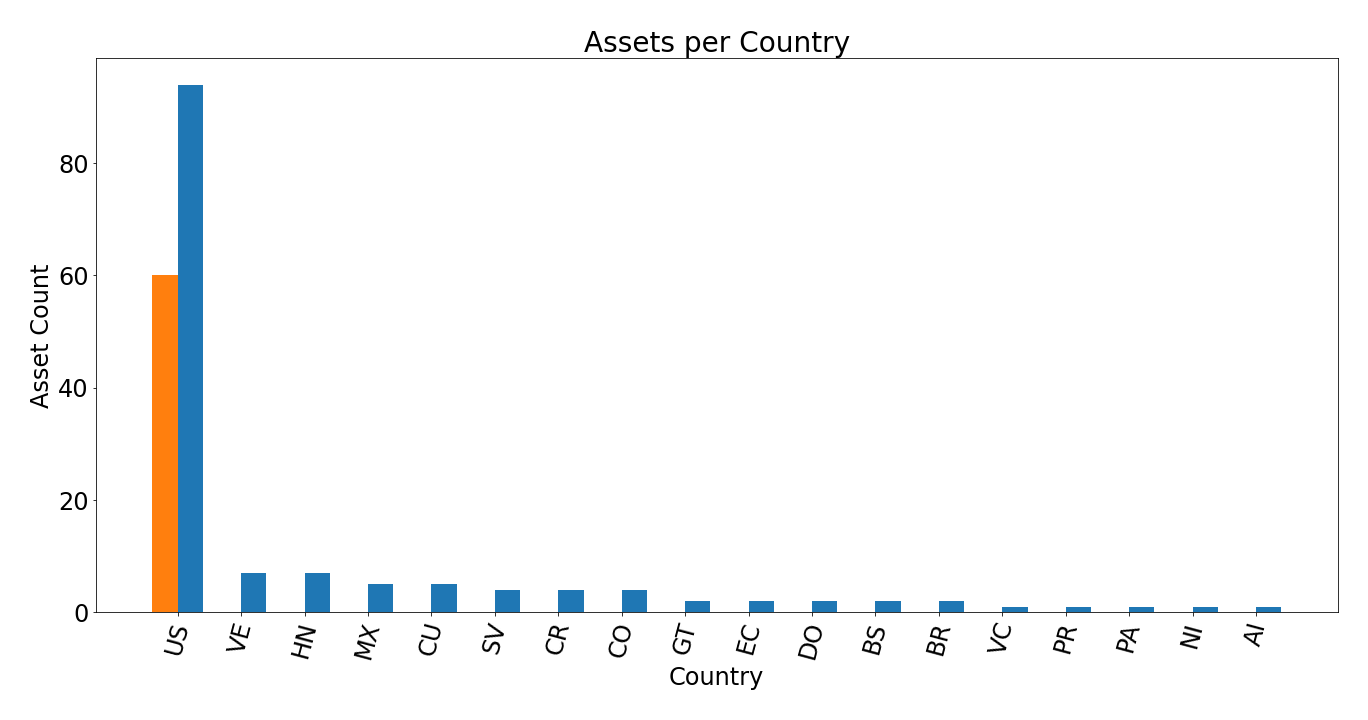 Assets per Country
Asset Count
80
60
40
20
0
US VE HN MX CU SV CR CO GT EC DO BS BR VC PR PA NI AI
Country